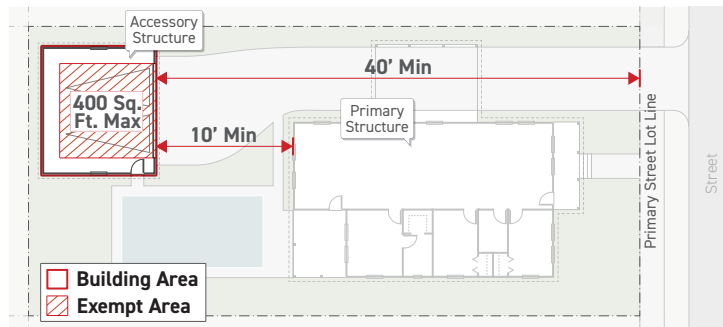 Accessory
Structure
40’ Min
400 Sq.
Ft. Max
Primary
Structure
10’ Min
Primary Street Lot Line
Street
Building Area
Exempt Area